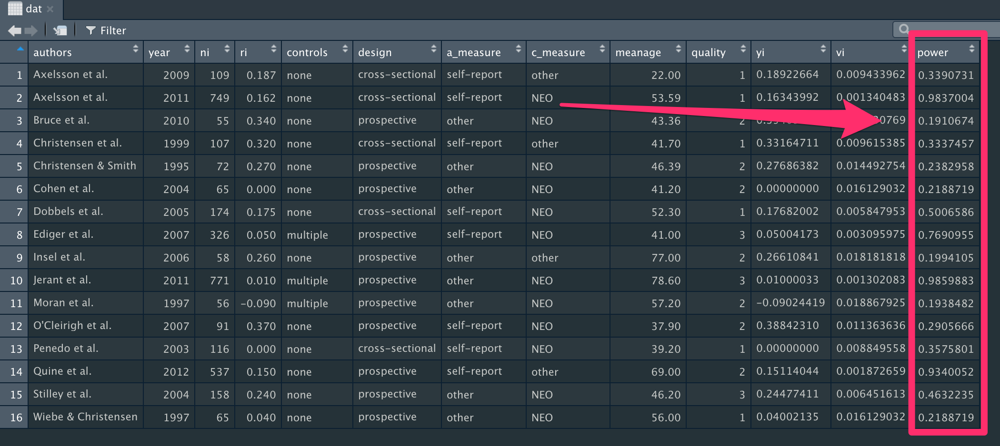 dat
Filter
authors year ni ri controls design a_measure c_measure meanage quality yi vi power
1 Axelsson et al. 2009 109 0.187 none cross-sectional self-report other 22.00 1 0.18922664 0.009433962 0.3390731
2 Axelsson et al. 2011 749 0.162 none cross-sectional self-report NEO 53.59 1 0.16343992 0.001340483 0.9837004
3 Bruce et al. 2010 55 0.340 none prospective other NEO 43.36 2 0.1910674
4 Christensen et al. 1999 107 0.320 none cross-sectional self-report other 41.70 1 0.33164711 0.009615385 0.3337457
5 Christensen & Smith 1995 72 0.270 none prospective other NEO 46.39 2 0.27686382 0.014492754 0.2382958
6 Cohen et al. 2004 65 0.000 none prospective other NEO 41.20 2 0.00000000 0.016129032 0.2188719
7 Dobbels et al. 2005 174 0.175 none cross-sectional self-report NEO 52.30 1 0.17682002 0.005847953 0.5006586
8 Ediger et al. 2007 326 0.050 multiple prospective self-report NEO 41.00 3 0.05004173 0.003095975 0.7690955
9 Insel et al. 2006 58 0.260 none prospective other other 77.00 2 0.26610841 0.018181818 0.1994105
10 Jerant et al. 2011 771 0.010 multiple prospective other NEO 78.60 3 0.01000033 0.001302083 0.9859883
11 Moran et al. 1997 56 -0.090 multiple prospective other NEO 57.20 2 -0.09024419 0.018867925 0.1938482
12 O'Cleirigh et al. 2007 91 0.370 none prospective self-report NEO 37.90 2 0.38842310 0.011363636 0.2905666
13 Penedo et al. 2003 116 0.000 none cross-sectional self-report NEO 39.20 1 0.00000000 0.008849558 0.3575801
14 Quine et al. 2012 537 0.150 none prospective self-report other 69.00 2 0.15114044 0.001872659 0.9340052
15 Stilley et al. 2004 158 0.240 none prospective other NEO 46.20 3 0.24477411 0.006451613 0.4632235
16 Wiebe & Christensen 1997 65 0.040 none prospective other NEO 56.00 1 0.04002135 0.016129032 0.2188719